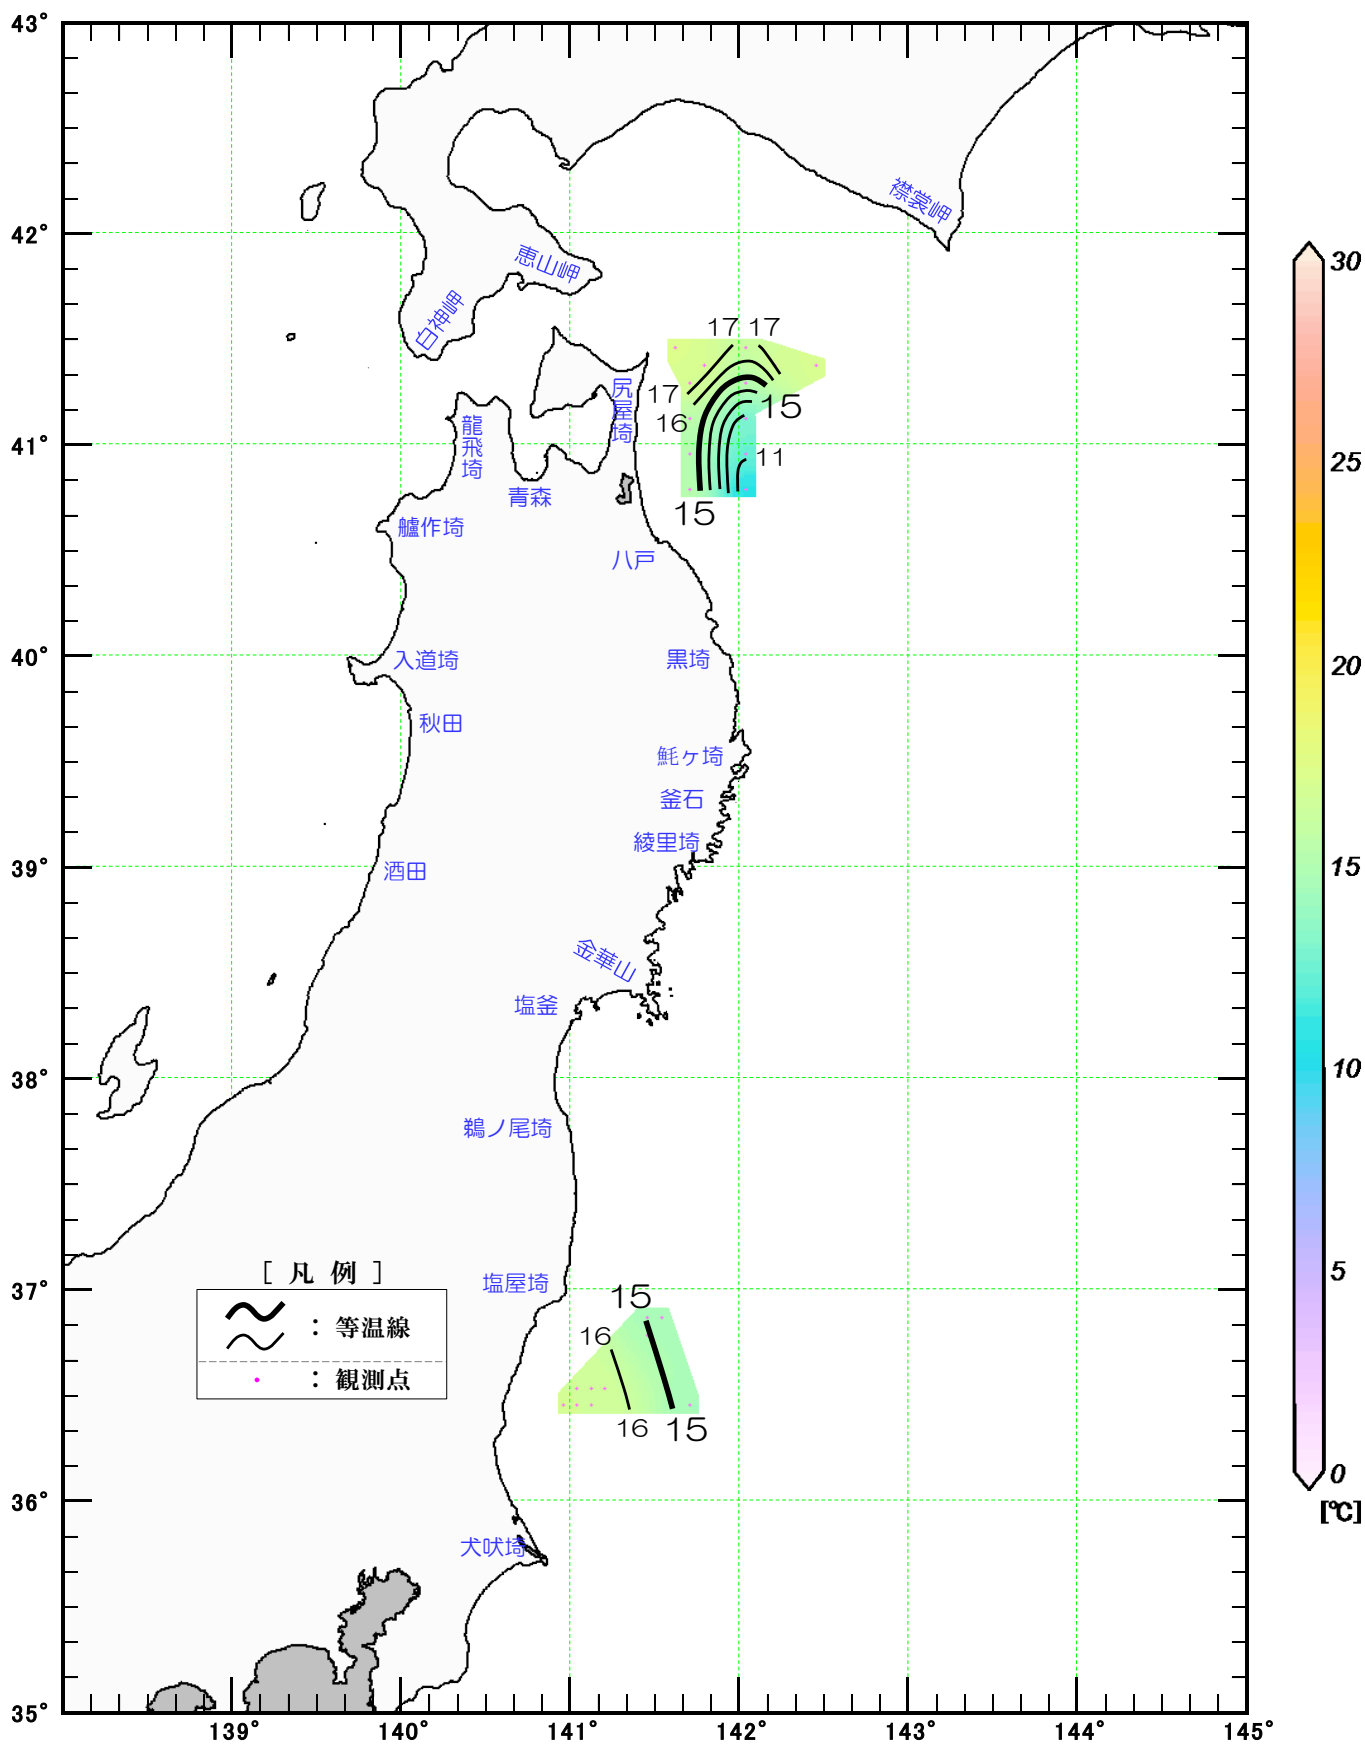 43°
襟裳岬
42°
恵山岬
30
白神岬
17 17
尻屋埼
17
15
16
龍飛埼
41°
11
25
青森
15
艫作埼
八戸
40°
入道埼
黒埼
20
秋田
魹ヶ埼
釜石
綾里埼
39°
酒田
15
金華山
塩釜
38°
10
鵜ノ尾埼
[ 凡 例 ]
5
37°
塩屋埼
15
: 等温線
16
: 観測点
16
15
0
36°
[℃]
犬吠埼
35°
139° 140° 141° 142° 143° 144° 145°